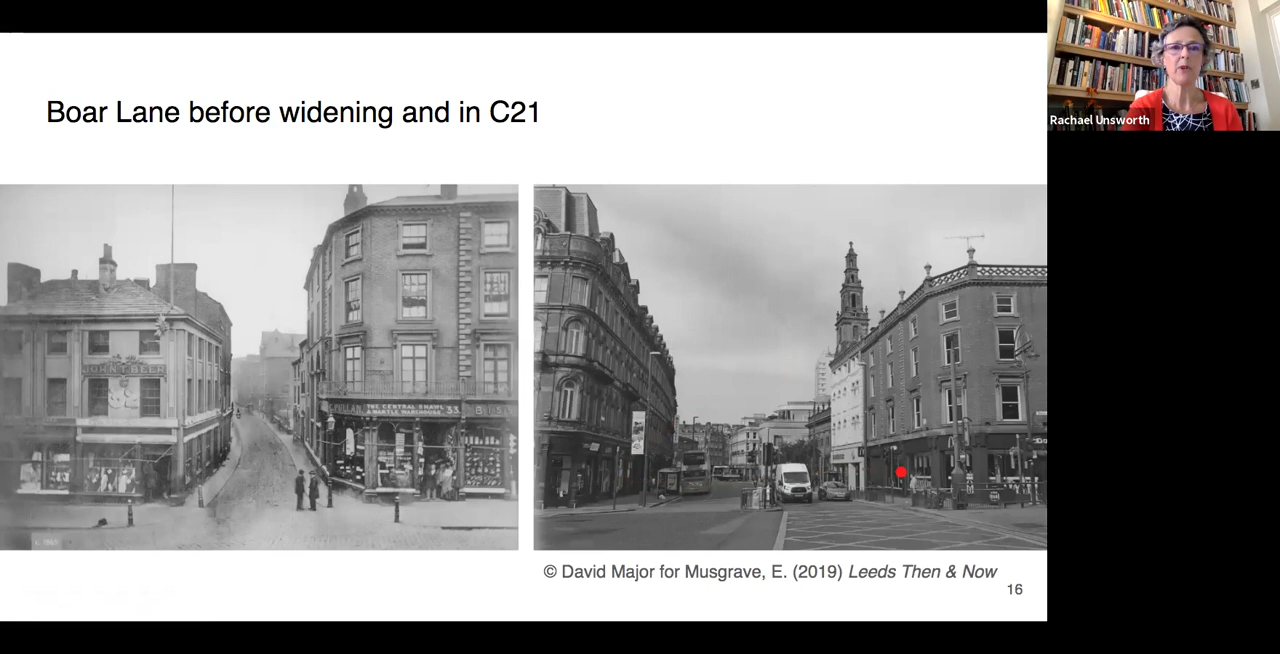 Boar Lane before widening and in C21
Rachael Unsworth
JOHN T BEER
THE CENTRAL SHAWL
& MANTLE WAREHOUSE 33
© David Major for Musgrave, E. (2019) Leeds Then & Now
16